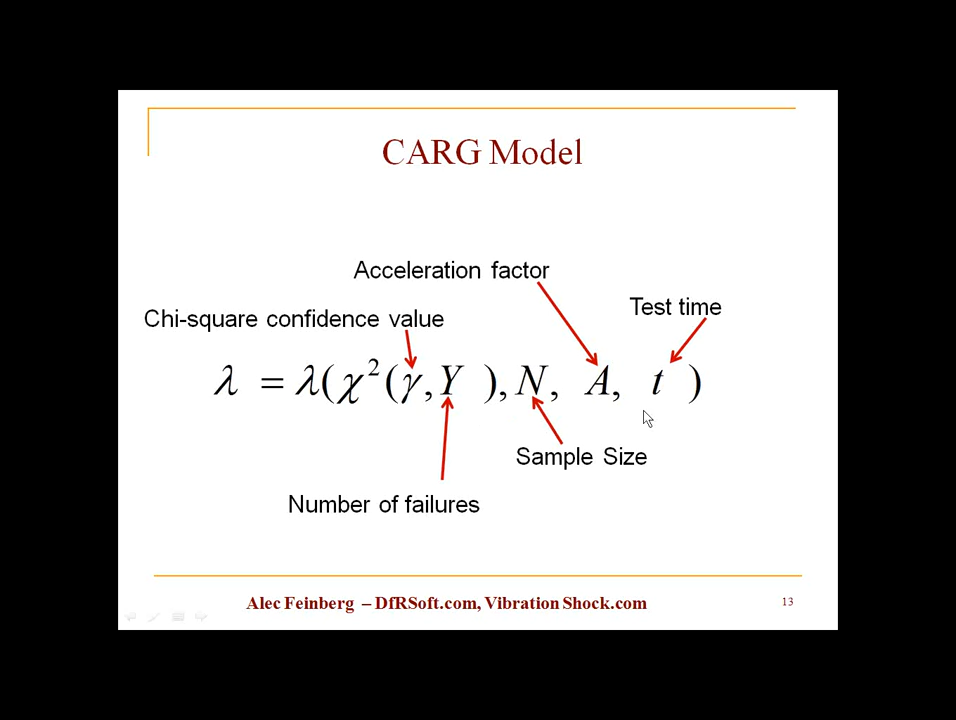 CARG Model
Acceleration factor
Test time
Chi-square confidence value
λ = λ(χ²(γ,Y ),N, A, t )
Sample Size
Number of failures
Alec Feinberg – DfRSoft.com, Vibration Shock.com
13